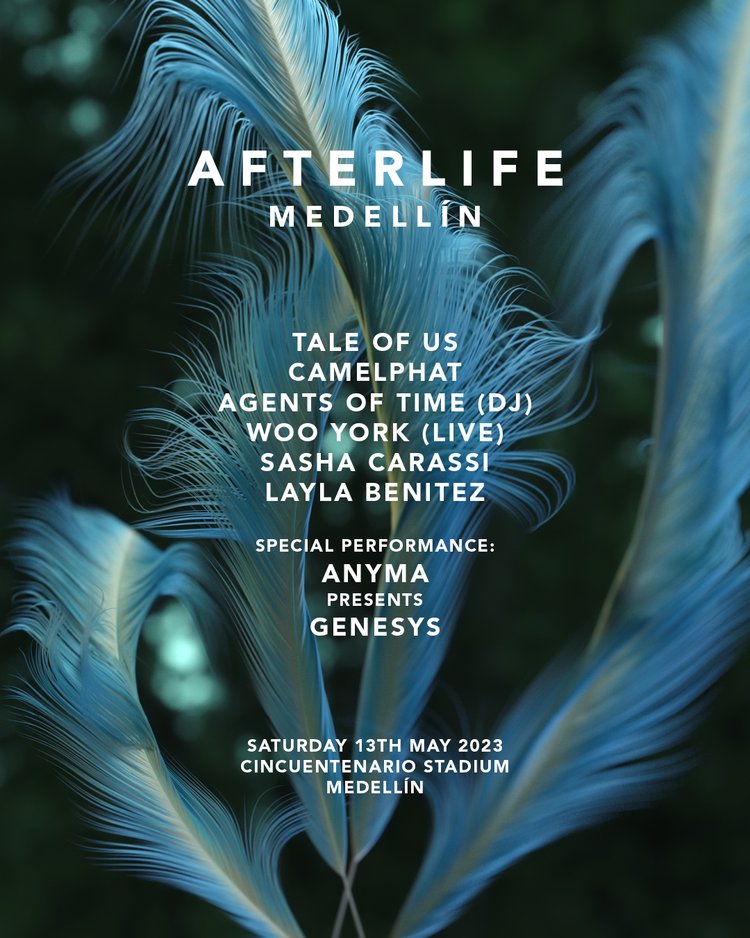 AFTERLIFE
MEDELLÍN
TALE OF US
CAMELPHAT
AGENTS OF TIME (DJ)
WOO YORK (LIVE)
SASHA CARASSI
LAYLA BENITEZ
SPECIAL PERFORMANCE:
ANYMA
PRESENTS
GENESYS
SATURDAY 13TH MAY 2023
CINCUENTENARIO STADIUM
MEDELLÍN